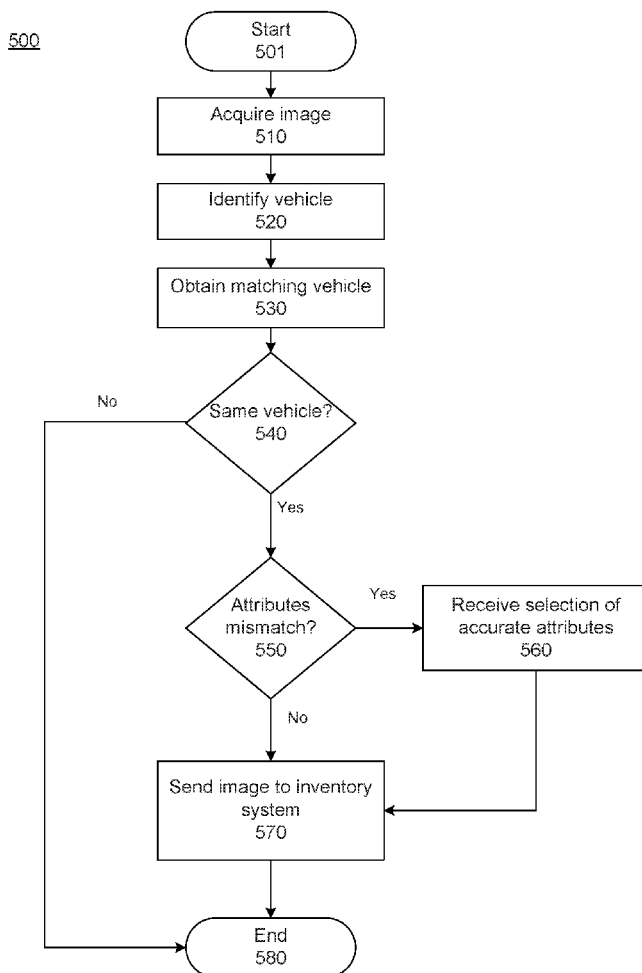 500
Start
501
Acquire image
510
Identify vehicle
520
Obtain matching vehicle
530
No
Same vehicle?
540
Yes
Attributes
mismatch?
550
Yes
Receive selection of
accurate attributes
560
No
Send image to inventory
system
570
End
580